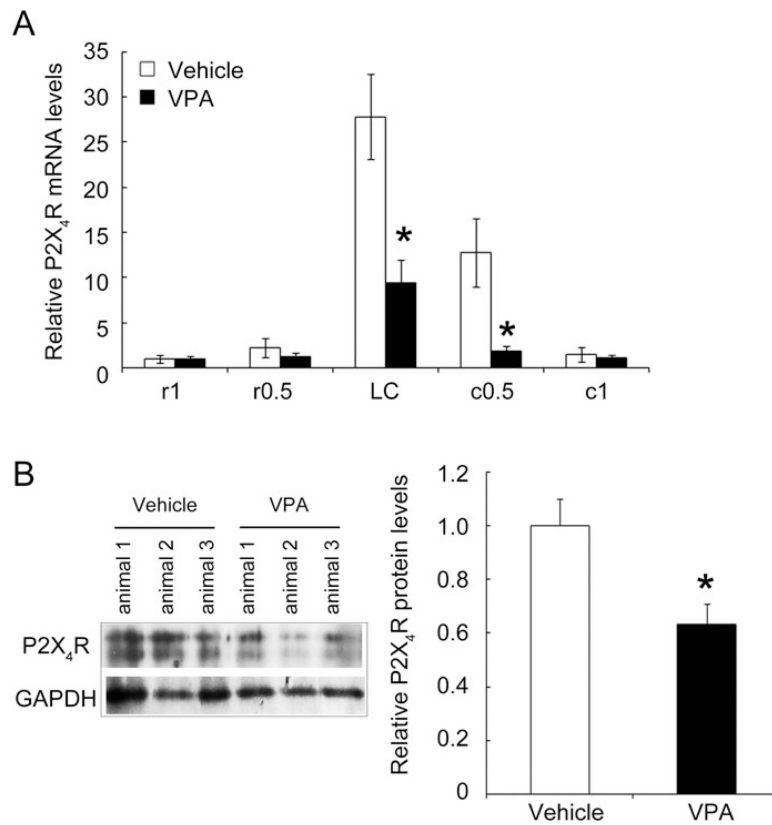 A
Relative P2X₄R mRNA levels
35
30
25
20
15
10
5
0
Vehicle
VPA
*
*
r1 r0.5 LC c0.5 c1
B
Vehicle VPA
animal 1 animal 2 animal 3 animal 1 animal 2 animal 3
P2X₄R
GAPDH
Relative P2X₄R protein levels
1.2
1.0
0.8
0.6
0.4
0.2
0
*
Vehicle VPA